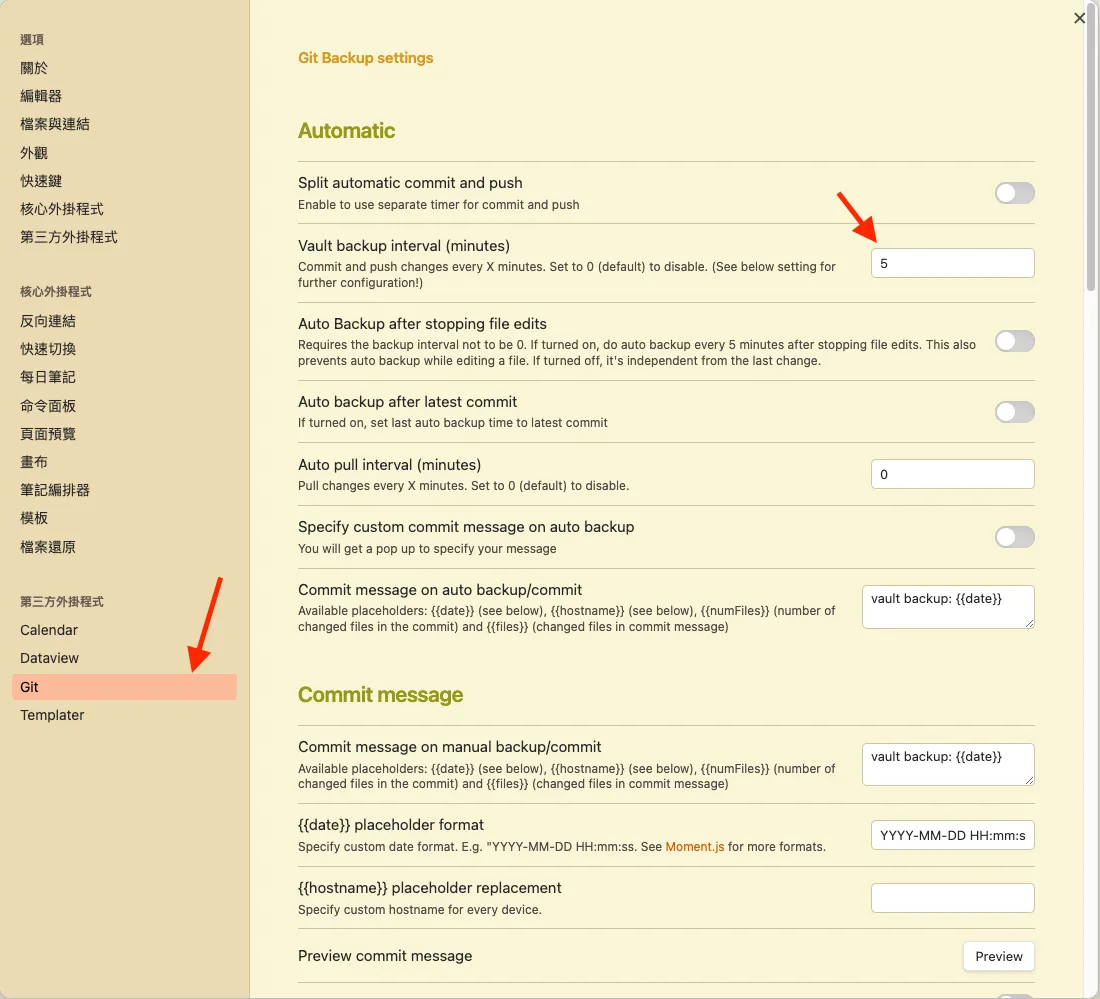 選項
關於
編輯器
檔案與連結
外觀
快速鍵
核心外掛程式
第三方外掛程式
核心外掛程式
反向連結
快速切換
每日筆記
命令面板
頁面預覽
畫布
筆記編排器
模板
檔案還原
第三方外掛程式
Calendar
Dataview
Git
Templater
Git Backup settings
Automatic
Split automatic commit and push
Enable to use separate timer for commit and push
Vault backup interval (minutes)
Commit and push changes every X minutes. Set to 0 (default) to disable. (See below setting for
further configuration!)
5
Auto Backup after stopping file edits
Requires the backup interval not to be 0. If turned on, do auto backup every 5 minutes after stopping file edits. This also
prevents auto backup while editing a file. If turned off, it's independent from the last change.
Auto backup after latest commit
If turned on, set last auto backup time to latest commit
Auto pull interval (minutes)
Pull changes every X minutes. Set to 0 (default) to disable.
0
Specify custom commit message on auto backup
You will get a pop up to specify your message
Commit message on auto backup/commit
Available placeholders: {{date}} (see below), {{hostname}} (see below), {{numFiles}} (number of
changed files in the commit) and {{files}} (changed files in commit message)
vault backup: {{date}}
Commit message
Commit message on manual backup/commit
Available placeholders: {{date}} (see below), {{hostname}} (see below), {{numFiles}} (number of
changed files in the commit) and {{files}} (changed files in commit message)
vault backup: {{date}}
{{date}} placeholder format
Specify custom date format. E.g. "YYYY-MM-DD HH:mm:ss. See Moment.js for more formats.
YYYY-MM-DD HH:mm:s
{{hostname}} placeholder replacement
Specify custom hostname for every device.
Preview commit message
Preview